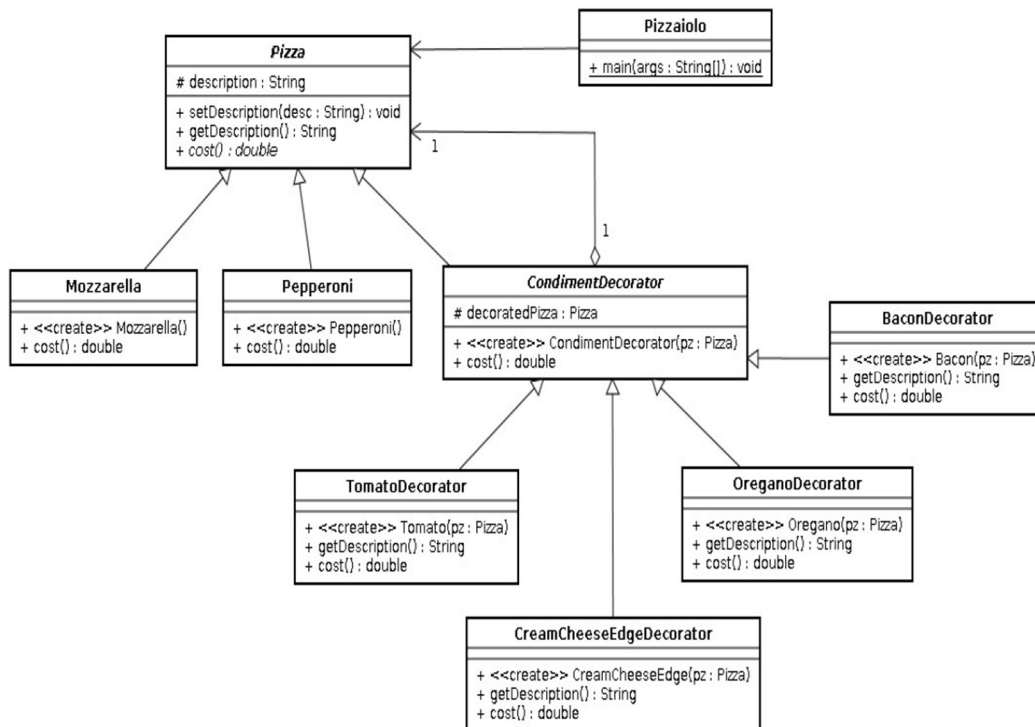 Pizza
# description : String
+ setDescription(desc : String) : void
+ getDescription() : String
+ cost() : double
Pizzaiolo
+ main(args : String[]) : void
1
1
Mozzarella
+ <<create>> Mozzarella()
+ cost() : double
Pepperoni
+ <<create>> Pepperoni()
+ cost() : double
CondimentDecorator
# decoratedPizza : Pizza
+ <<create>> CondimentDecorator(pz : Pizza)
+ cost() : double
BaconDecorator
+ <<create>> Bacon(pz : Pizza)
+ getDescription() : String
+ cost() : double
TomatoDecorator
+ <<create>> Tomato(pz : Pizza)
+ getDescription() : String
+ cost() : double
OreganoDecorator
+ <<create>> Oregano(pz : Pizza)
+ getDescription() : String
+ cost() : double
CreamCheeseEdgeDecorator
+ <<create>> CreamCheeseEdge(pz : Pizza)
+ getDescription() : String
+ cost() : double